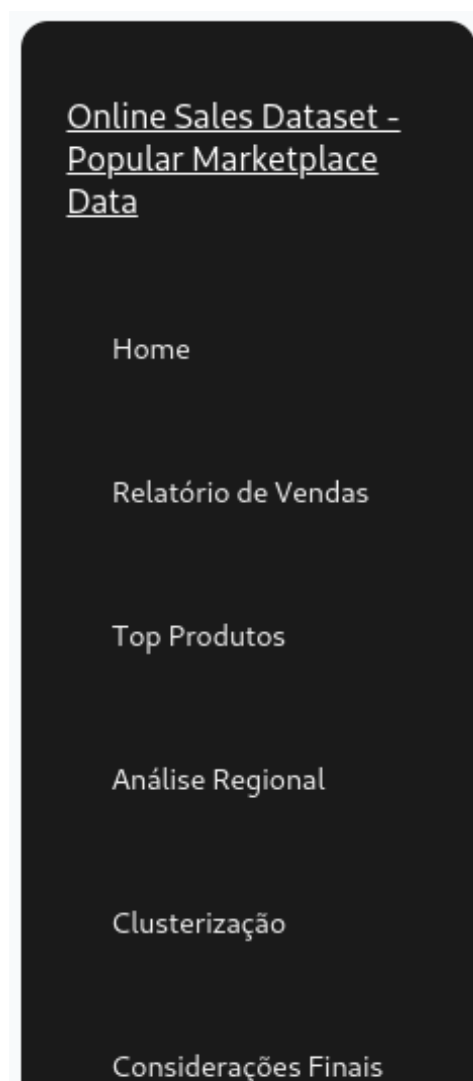 Online Sales Dataset -
Popular Marketplace
Data
Home
Relatório de Vendas
Top Produtos
Análise Regional
Clusterização
Considerações Finais